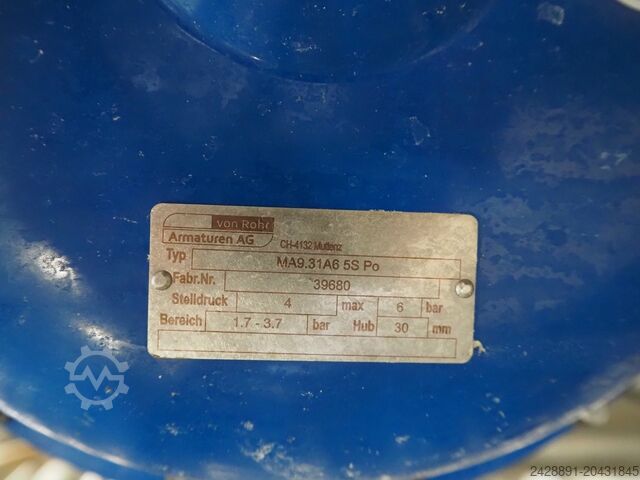 von Rohr
Armaturen AG CH-4132 Muttenz
Typ MA9.31A6 5S Po
Fabr.Nr. 39680
Stelldruck 4 max 6 bar
Bereich 1.7 - 3.7 bar Hub 30 mm
2428891-20431845